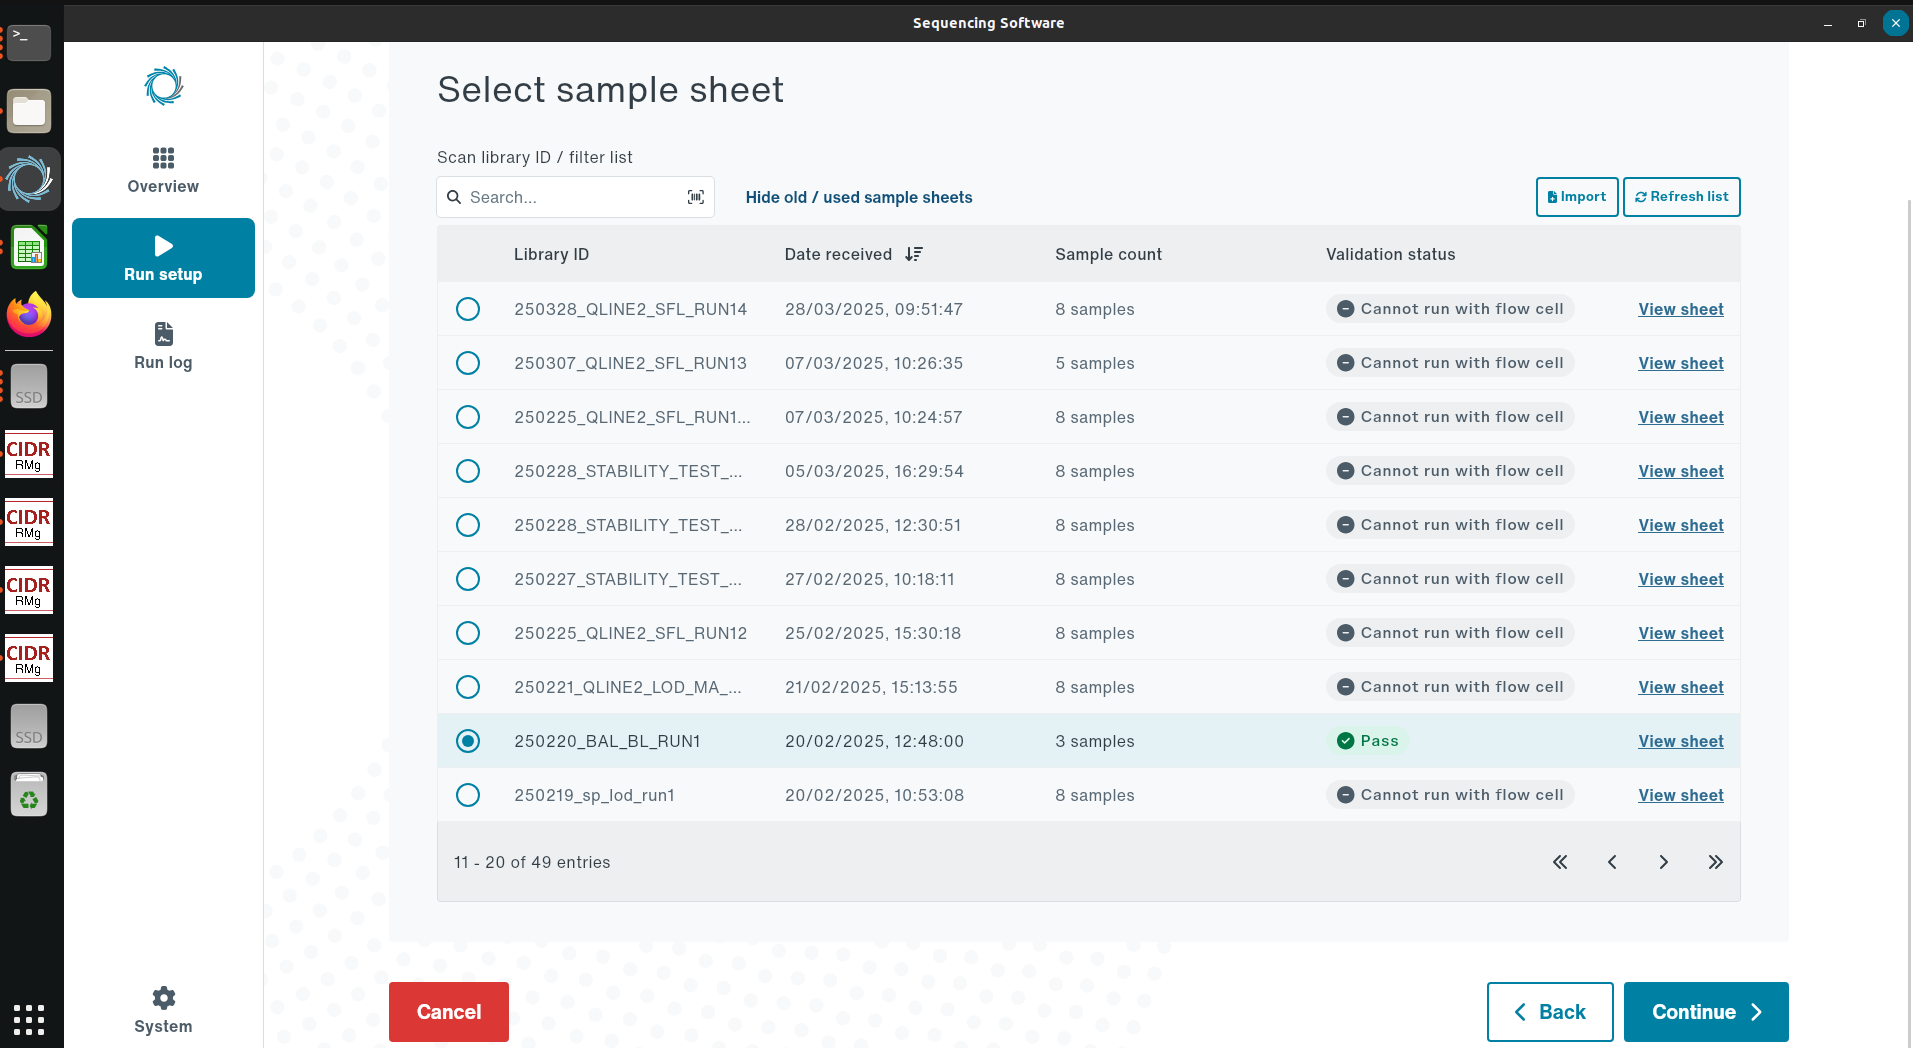 Sequencing Software
>_
SSD
CIDR
RMg
CIDR
RMg
CIDR
RMg
CIDR
RMg
SSD
Overview
Run setup
Run log
System
Select sample sheet
Scan library ID / filter list
Search...
Hide old / used sample sheets
Import
Refresh list
Library ID Date received Sample count Validation status
250328_QLINE2_SFL_RUN14 28/03/2025, 09:51:47 8 samples Cannot run with flow cell View sheet
250307_QLINE2_SFL_RUN13 07/03/2025, 10:26:35 5 samples Cannot run with flow cell View sheet
250225_QLINE2_SFL_RUN1... 07/03/2025, 10:24:57 8 samples Cannot run with flow cell View sheet
250228_STABILITY_TEST_... 05/03/2025, 16:29:54 8 samples Cannot run with flow cell View sheet
250228_STABILITY_TEST_... 28/02/2025, 12:30:51 8 samples Cannot run with flow cell View sheet
250227_STABILITY_TEST_... 27/02/2025, 10:18:11 8 samples Cannot run with flow cell View sheet
250225_QLINE2_SFL_RUN12 25/02/2025, 15:30:18 8 samples Cannot run with flow cell View sheet
250221_QLINE2_LOD_MA_... 21/02/2025, 15:13:55 8 samples Cannot run with flow cell View sheet
250220_BAL_BL_RUN1 20/02/2025, 12:48:00 3 samples Pass View sheet
250219_sp_lod_run1 20/02/2025, 10:53:08 8 samples Cannot run with flow cell View sheet
11 - 20 of 49 entries
Cancel
Back
Continue